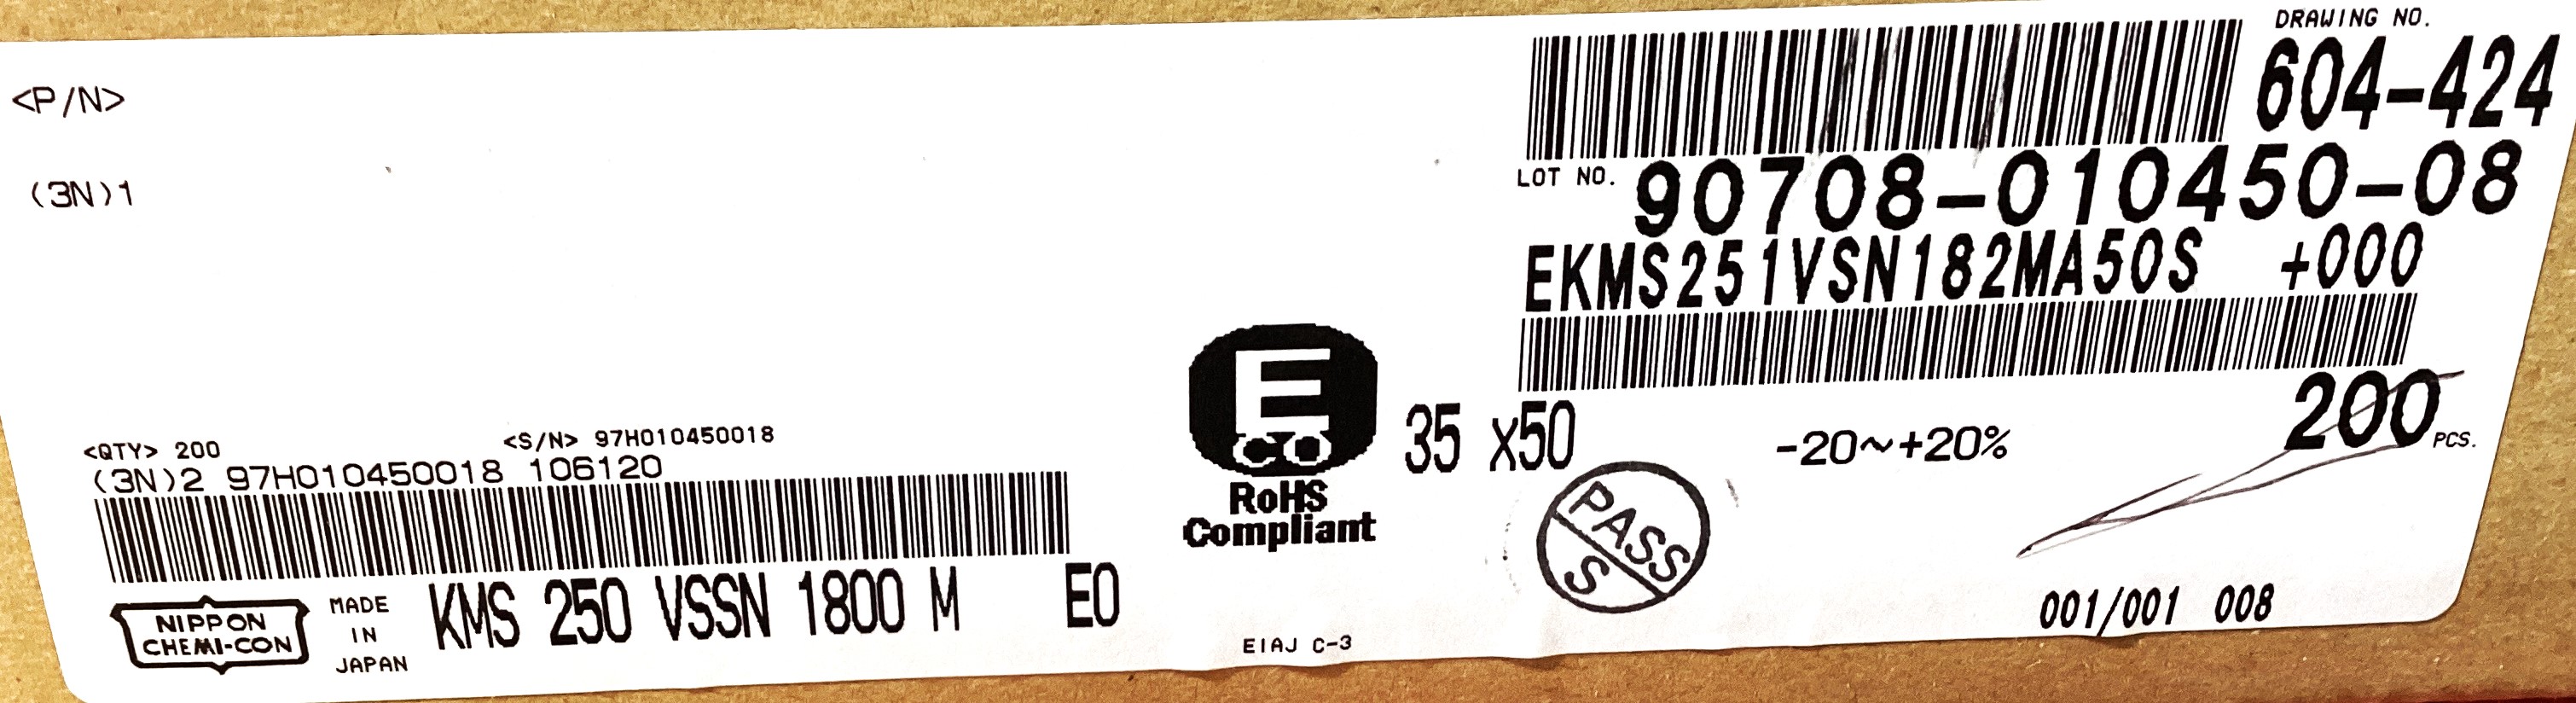 <P/N>
(3N)1
DRAWING NO.
604-424
LOT NO. 90708-010450-08
EKMS251VSN182MA50S +000
200 PCS.
35 x50 -20~+20%
E
CO
RoHS
Compliant
PASS
S
<QTY> 200 <S/N> 97H010450018
(3N)2 97H010450018 106120
NIPPON
CHEMI-CON
MADE
IN
JAPAN
KMS 250 VSSN 1800 M E0
EIAJ C-3
001/001 008